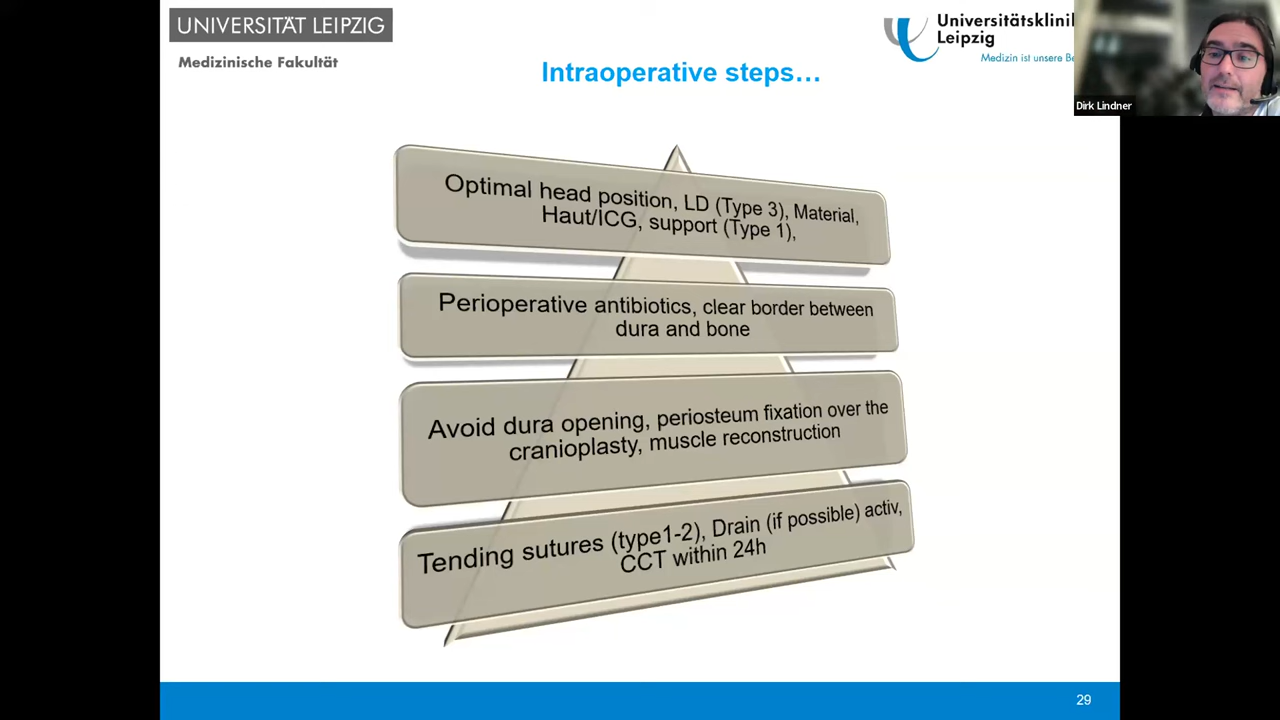 UNIVERSITÄT LEIPZIG
Medizinische Fakultät
Universitätsklini
Leipzig
Medizin ist unsere Be
Dirk Lindner
Intraoperative steps…
Optimal head position, LD (Type 3), Material,
Haut/ICG, support (Type 1),
Perioperative antibiotics, clear border between
dura and bone
Avoid dura opening, periosteum fixation over the
cranioplasty, muscle reconstruction
Tending sutures (type1-2), Drain (if possible) activ,
CCT within 24h
29